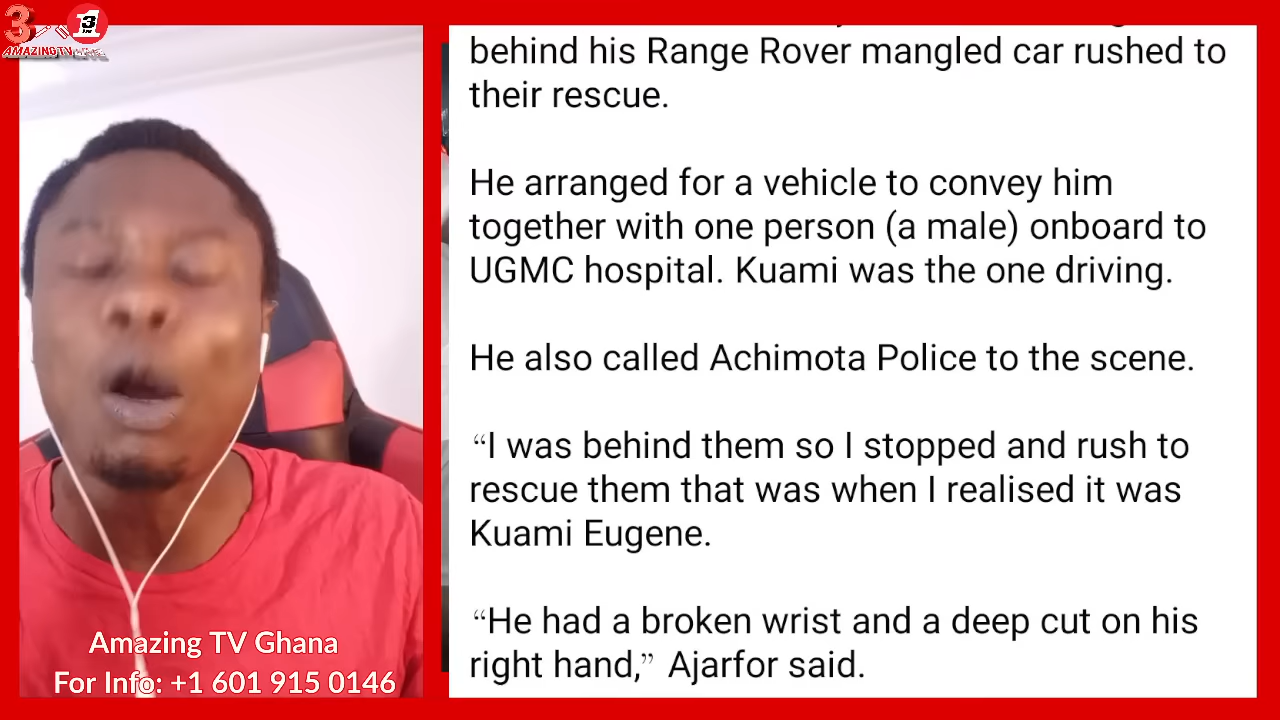 3
13
AMAZING TV
LIVE
behind his Range Rover mangled car rushed to
their rescue.
He arranged for a vehicle to convey him
together with one person (a male) onboard to
UGMC hospital. Kuami was the one driving.
He also called Achimota Police to the scene.
“I was behind them so I stopped and rush to
rescue them that was when I realised it was
Kuami Eugene.
“He had a broken wrist and a deep cut on his
right hand,” Ajarfor said.
Amazing TV Ghana
For Info: +1 601 915 0146